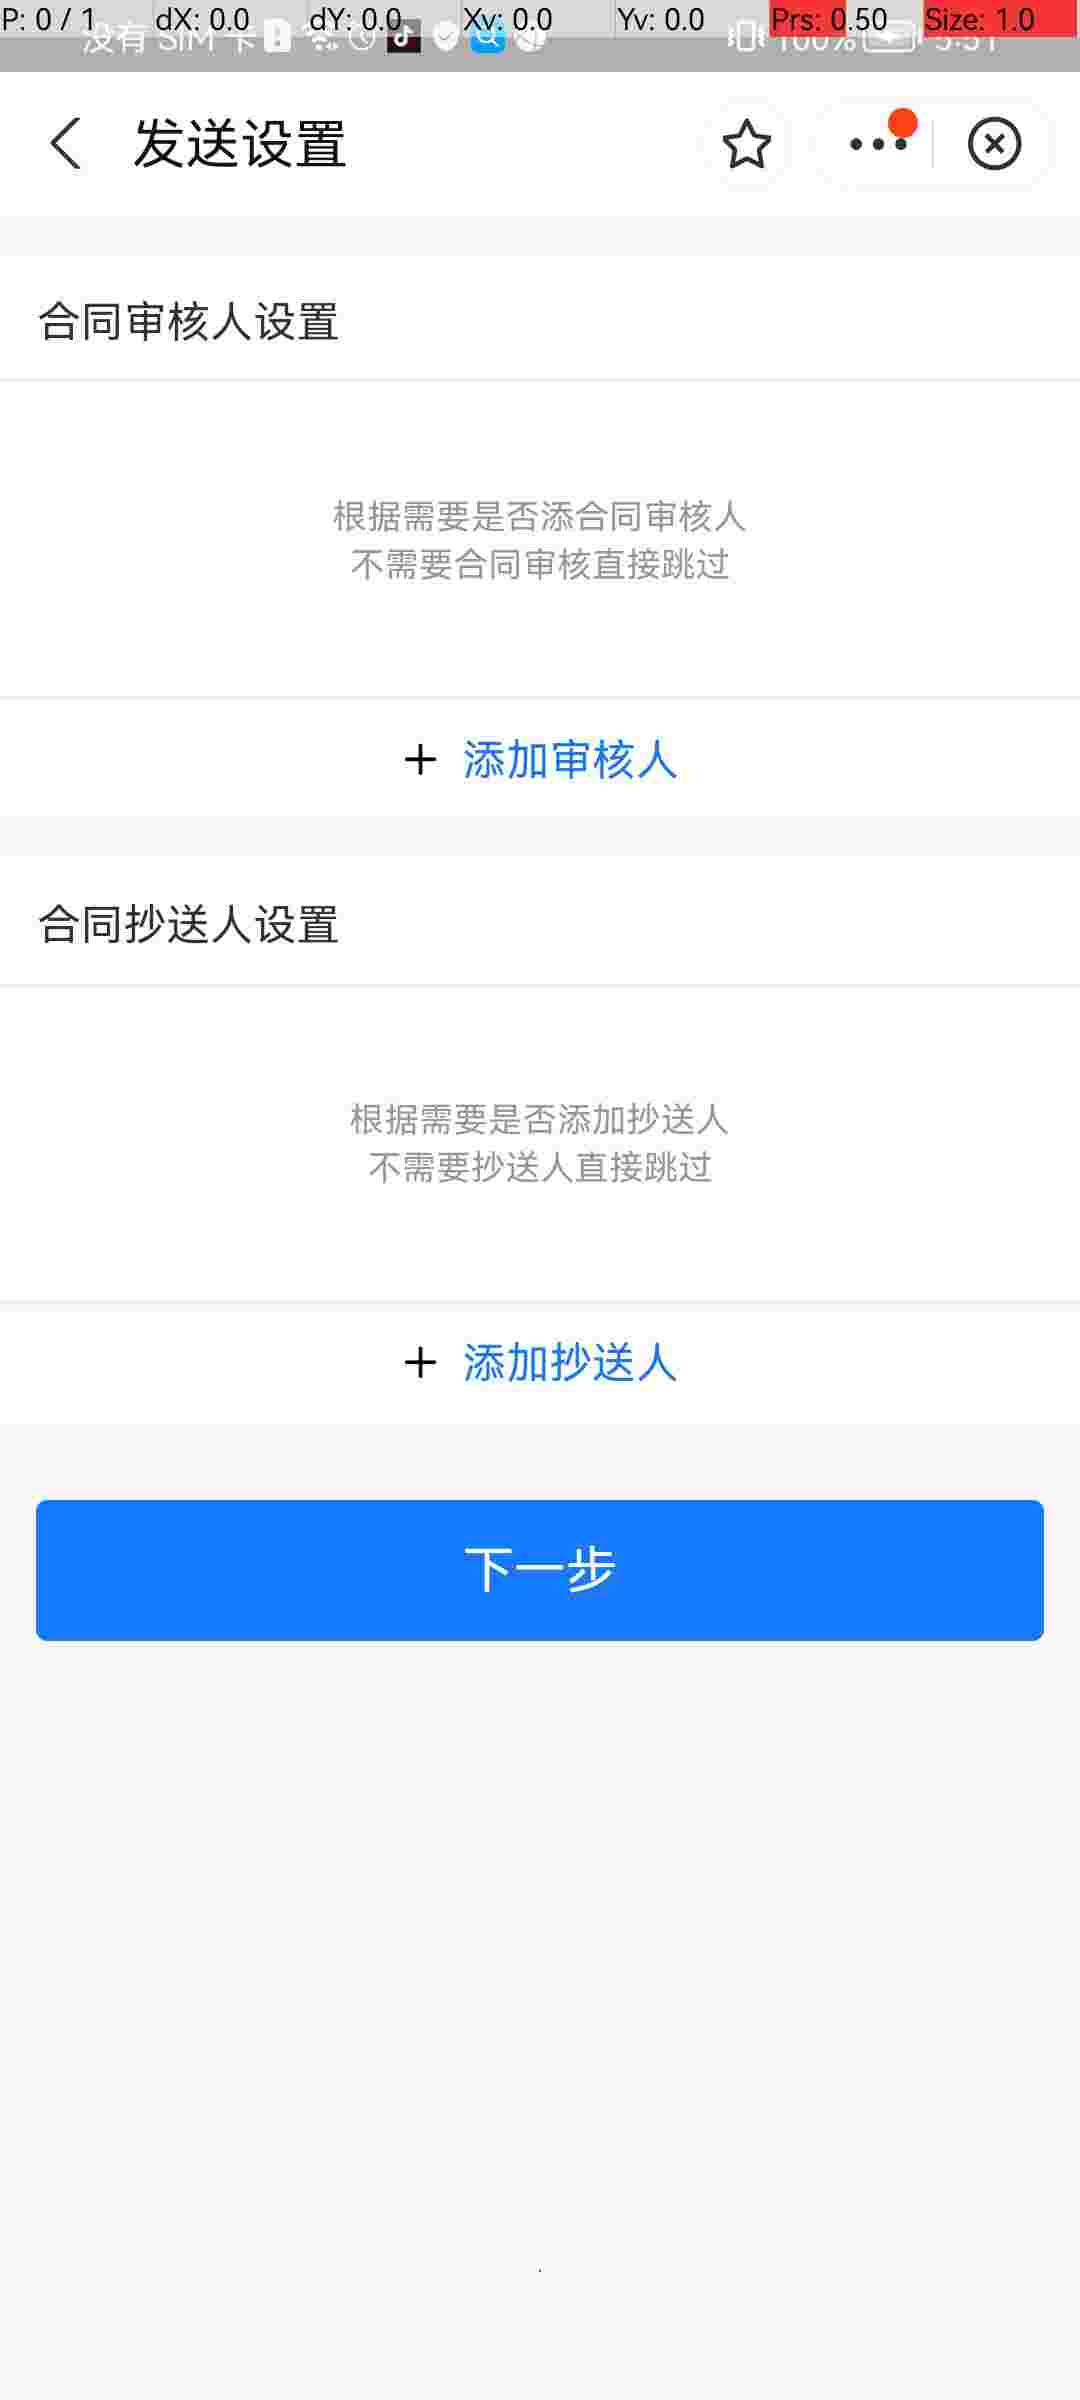 P: 0 / 1 dX: 0.0 dY: 0.0 Xv: 0.0 Yv: 0.0 Prs: 0.50 Size: 1.0
没有 SIM 卡 100% 5:31
发送设置
合同审核人设置
根据需要是否添合同审核人
不需要合同审核直接跳过
+ 添加审核人
合同抄送人设置
根据需要是否添加抄送人
不需要抄送人直接跳过
+ 添加抄送人
下一步